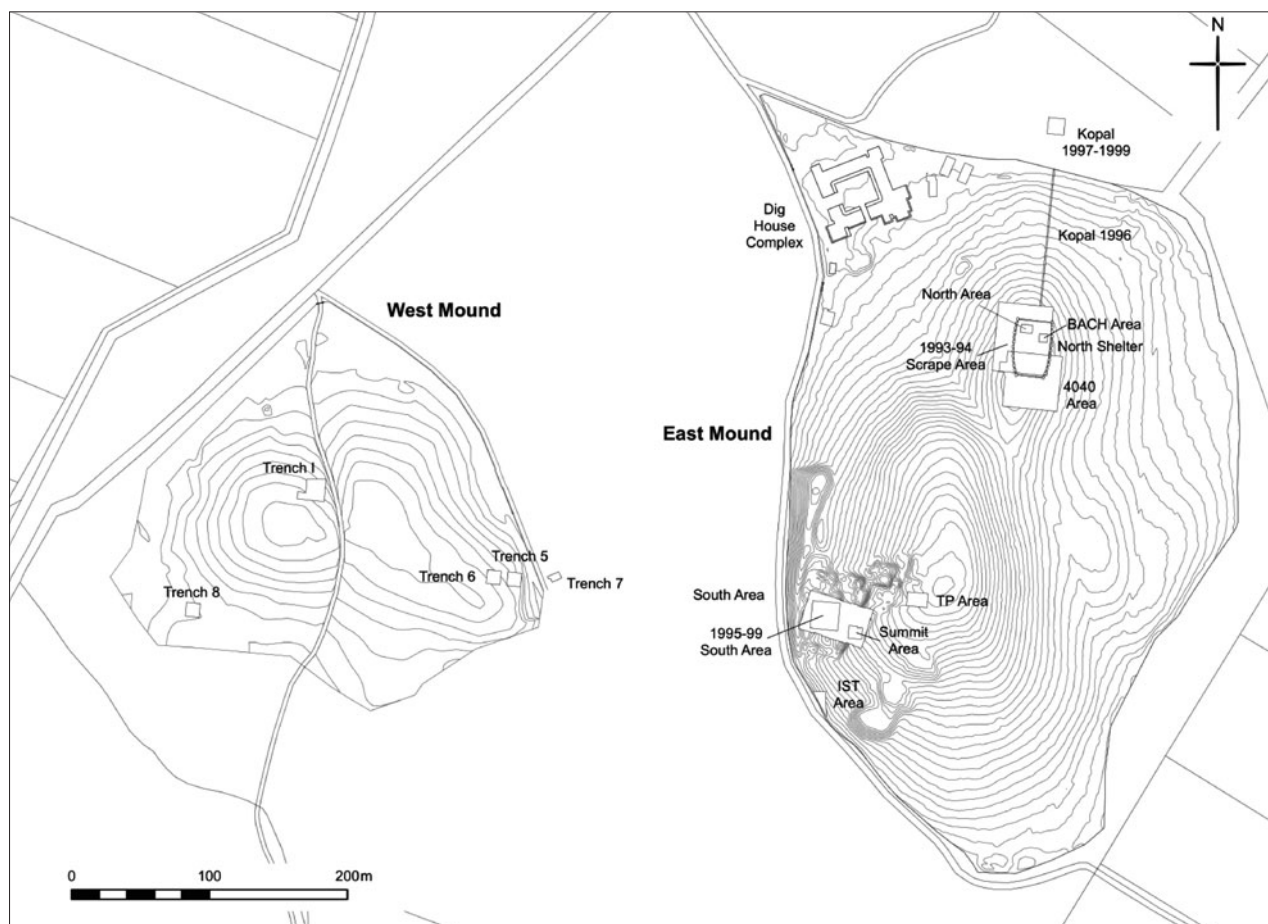 N
Kopal
1997-1999
Dig
House
Complex
Kopal 1996
North Area
BACH Area
North Shelter
1993-94
Scrape Area
4040
Area
West Mound
East Mound
Trench I
Trench 5
Trench 6
Trench 7
Trench 8
South Area
TP Area
1995-99
South Area
Summit
Area
IST
Area
0 100 200m